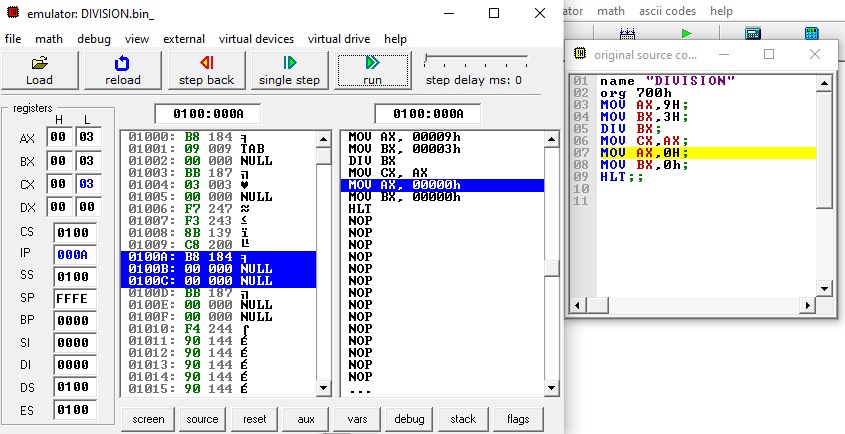 emulator: DIVISION.bin_
file math debug view external virtual devices virtual drive help
Load reload step back single step run step delay ms: 0
registers
H L
AX 00 03
BX 00 03
CX 00 03
DX 00 00
CS 0100
IP 000A
SS 0100
SP FFFE
BP 0000
SI 0000
DI 0000
DS 0100
ES 0100
0100:000A
01000: B8 184 ╕
01001: 09 009 TAB
01002: 00 000 NULL
01003: BB 187 ╗
01004: 03 003 ♥
01005: 00 000 NULL
01006: F7 247 ≈
01007: F3 243 ≤
01008: 8B 139 ï
01009: C8 200 ╚
0100A: B8 184 ╕
0100B: 00 000 NULL
0100C: 00 000 NULL
0100D: BB 187 ╗
0100E: 00 000 NULL
0100F: 00 000 NULL
01010: F4 244 ⌠
01011: 90 144 É
01012: 90 144 É
01013: 90 144 É
01014: 90 144 É
01015: 90 144 É
0100:000A
MOV AX, 00009h
MOV BX, 00003h
DIV BX
MOV CX, AX
MOV AX, 00000h
MOV BX, 00000h
HLT
NOP
NOP
NOP
NOP
NOP
NOP
NOP
NOP
NOP
NOP
NOP
NOP
NOP
NOP
...
screen source reset aux vars debug stack flags
ator math ascii codes help
original source co...
01 name "DIVISION"
02 org 700h
03 MOV AX,9H;
04 MOV BX,3H;
05 DIV BX;
06 MOV CX,AX;
07 MOV AX,0H;
08 MOV BX,0h;
09 HLT;;
10
11